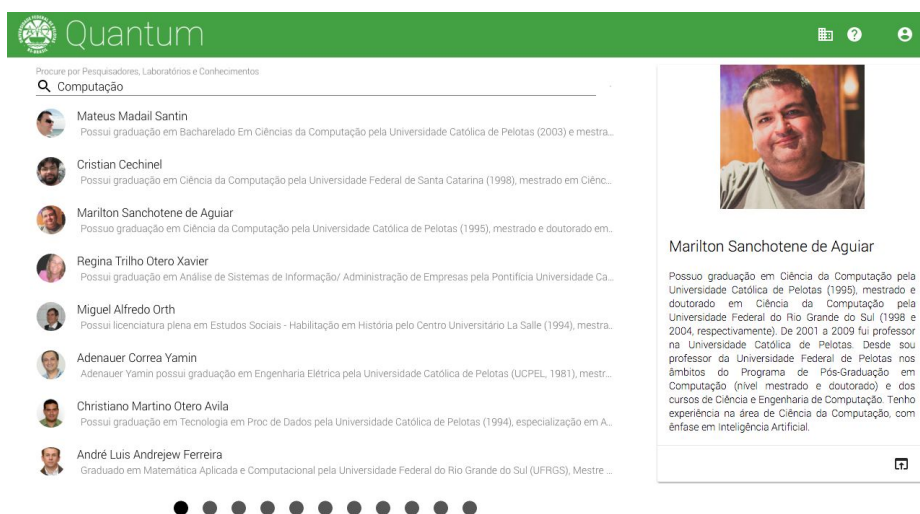 Quantum
Procure por Pesquisadores, Laboratórios e Conhecimentos
Computação
Mateus Madail Santin
Possui graduação em Bacharelado Em Ciências da Computação pela Universidade Católica de Pelotas (2003) e mestra...
Cristian Cechinel
Possui graduação em Ciência da Computação pela Universidade Federal de Santa Catarina (1998), mestrado em Ciênc...
Marilton Sanchotene de Aguiar
Possuo graduação em Ciência da Computação pela Universidade Católica de Pelotas (1995), mestrado e doutorado em...
Regina Trilho Otero Xavier
Possui graduação em Análise de Sistemas de Informação/ Administração de Empresas pela Pontifícia Universidade Ca...
Miguel Alfredo Orth
Possui licenciatura plena em Estudos Sociais - Habilitação em História pelo Centro Universitário La Salle (1994), mestra...
Adenauer Correa Yamin
Adenauer Yamin possui graduação em Engenharia Elétrica pela Universidade Católica de Pelotas (UCPEL, 1981), mestr...
Christiano Martino Otero Avila
Possui graduação em Tecnologia em Proc de Dados pela Universidade Católica de Pelotas (1994), especialização em A...
André Luis Andrejew Ferreira
Graduado em Matemática Aplicada e Computacional pela Universidade Federal do Rio Grande do Sul (UFRGS), Mestre ...
Marilton Sanchotene de Aguiar
Possuo graduação em Ciência da Computação pela
Universidade Católica de Pelotas (1995), mestrado e
doutorado em Ciência da Computação pela
Universidade Federal do Rio Grande do Sul (1998 e
2004, respectivamente). De 2001 a 2009 fui professor
na Universidade Católica de Pelotas. Desde sou
professor da Universidade Federal de Pelotas nos
âmbitos do Programa de Pós-Graduação em
Computação (nível mestrado e doutorado) e dos
cursos de Ciência e Engenharia de Computação. Tenho
experiência na área de Ciência da Computação, com
ênfase em Inteligência Artificial.